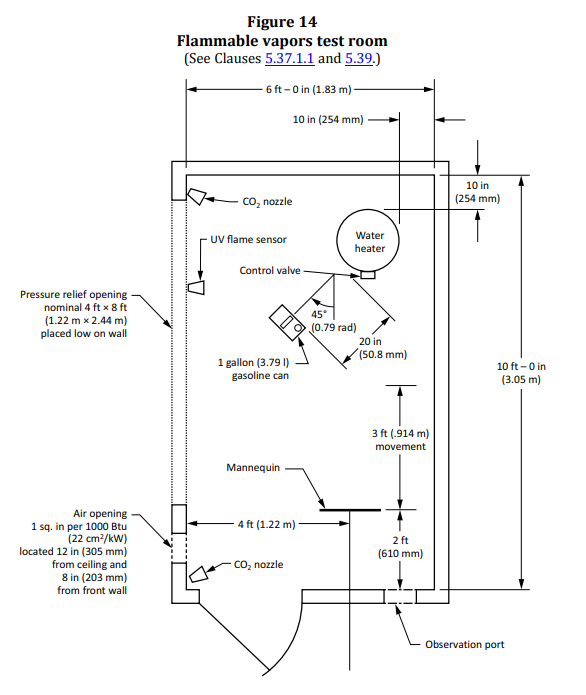 Figure 14
Flammable vapors test room
(See Clauses 5.37.1.1 and 5.39.)
6 ft – 0 in (1.83 m)
10 in (254 mm)
10 in
(254 mm)
CO₂ nozzle
Water
heater
UV flame sensor
Control valve
Pressure relief opening
nominal 4 ft × 8 ft
(1.22 m × 2.44 m)
placed low on wall
45°
(0.79 rad)
20 in
(50.8 mm)
1 gallon (3.79 l)
gasoline can
10 ft – 0 in
(3.05 m)
3 ft (.914 m)
movement
Mannequin
Air opening
1 sq. in per 1000 Btu
(22 cm²/kW)
located 12 in (305 mm)
from ceiling and
8 in (203 mm)
from front wall
4 ft (1.22 m)
2 ft
(610 mm)
CO₂ nozzle
Observation port